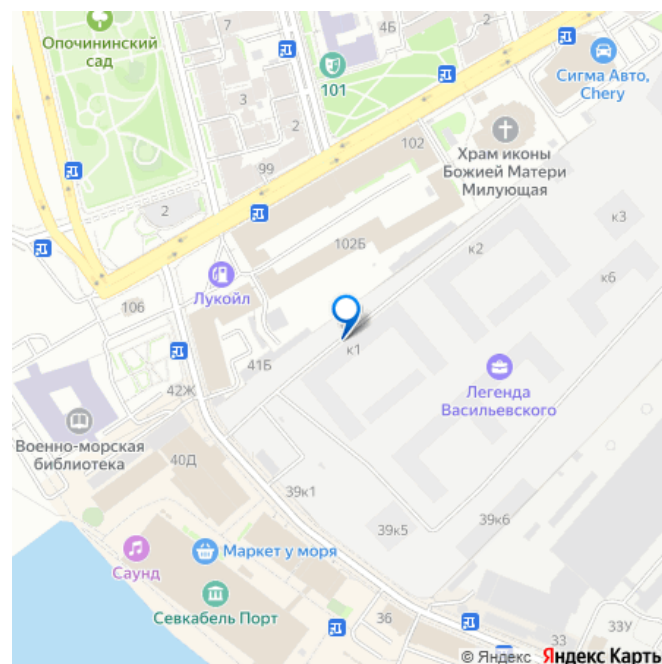 7
4Б
Опочининский
сад
101
Сигма Авто,
Chery
3
2
102
Храм иконы
Божией Матери
Милующая
99
2
к3
102Б
к2
к6
Лукойл
106
к1
41Б
Легенда
Васильевского
42Ж
Военно-морская
библиотека
40Д
39к1
39к6
39к5
Маркет у моря
Саунд
Севкабель Порт
36
33
33У
© Яндекс Яндекс Карты